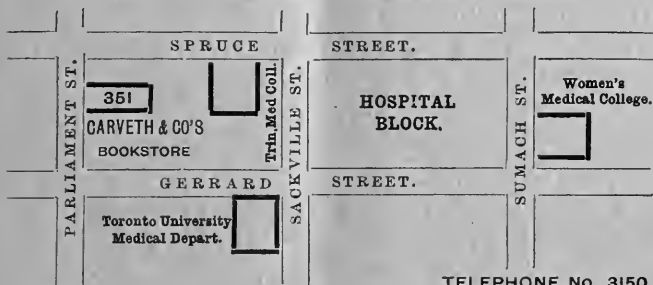 SPRUCE STREET.
PARLIAMENT ST.
351
CARVETH & CO'S
BOOKSTORE
Trin, Med Coll.
SACKVILLE ST.
HOSPITAL
BLOCK.
SUMACH ST.
Women's
Medical College.
GERRARD STREET.
Toronto University
Medical Depart.
TELEPHONE No. 3150